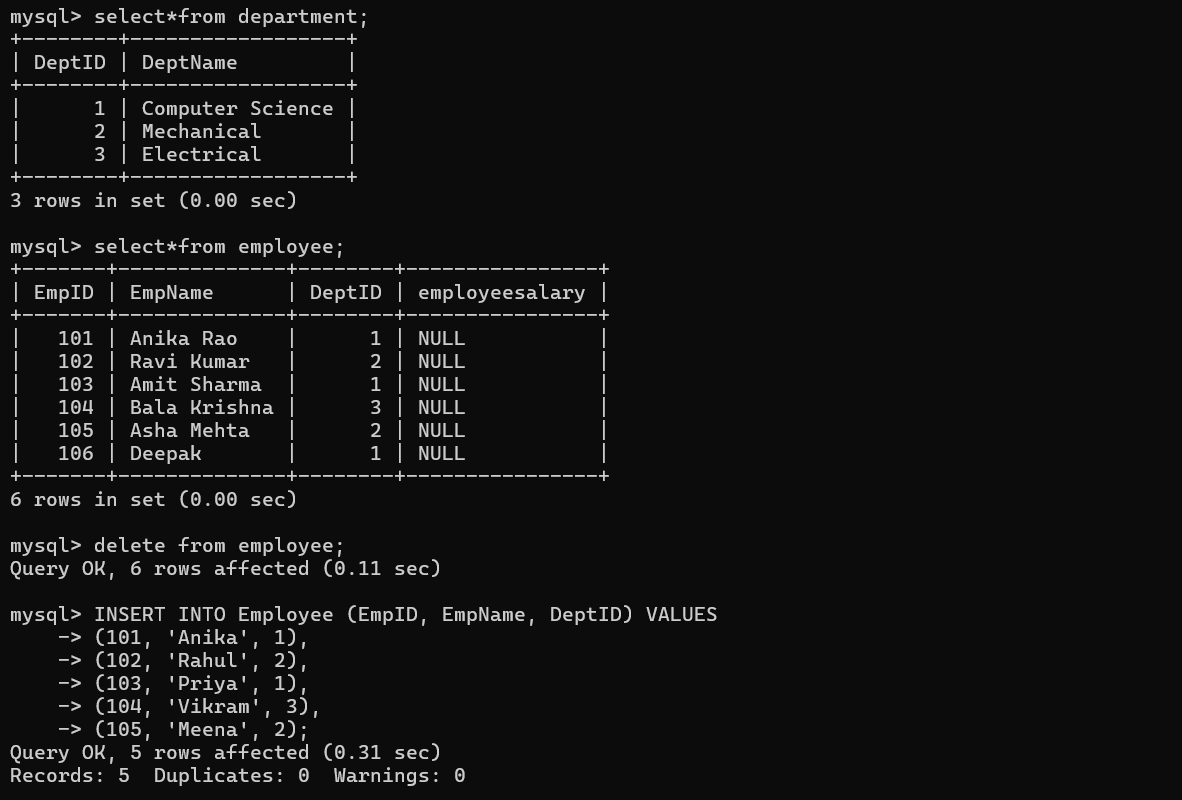 mysql> select*from department;
+--------+------------------+
| DeptID | DeptName         |
+--------+------------------+
|      1 | Computer Science |
|      2 | Mechanical       |
|      3 | Electrical       |
+--------+------------------+
3 rows in set (0.00 sec)
mysql> select*from employee;
+-------+--------------+--------+----------------+
| EmpID | EmpName      | DeptID | employeesalary |
+-------+--------------+--------+----------------+
|   101 | Anika Rao    |      1 | NULL           |
|   102 | Ravi Kumar   |      2 | NULL           |
|   103 | Amit Sharma  |      1 | NULL           |
|   104 | Bala Krishna |      3 | NULL           |
|   105 | Asha Mehta   |      2 | NULL           |
|   106 | Deepak       |      1 | NULL           |
+-------+--------------+--------+----------------+
6 rows in set (0.00 sec)
mysql> delete from employee;
Query OK, 6 rows affected (0.11 sec)
mysql> INSERT INTO Employee (EmpID, EmpName, DeptID) VALUES
    -> (101, 'Anika', 1),
    -> (102, 'Rahul', 2),
    -> (103, 'Priya', 1),
    -> (104, 'Vikram', 3),
    -> (105, 'Meena', 2);
Query OK, 5 rows affected (0.31 sec)
Records: 5  Duplicates: 0  Warnings: 0